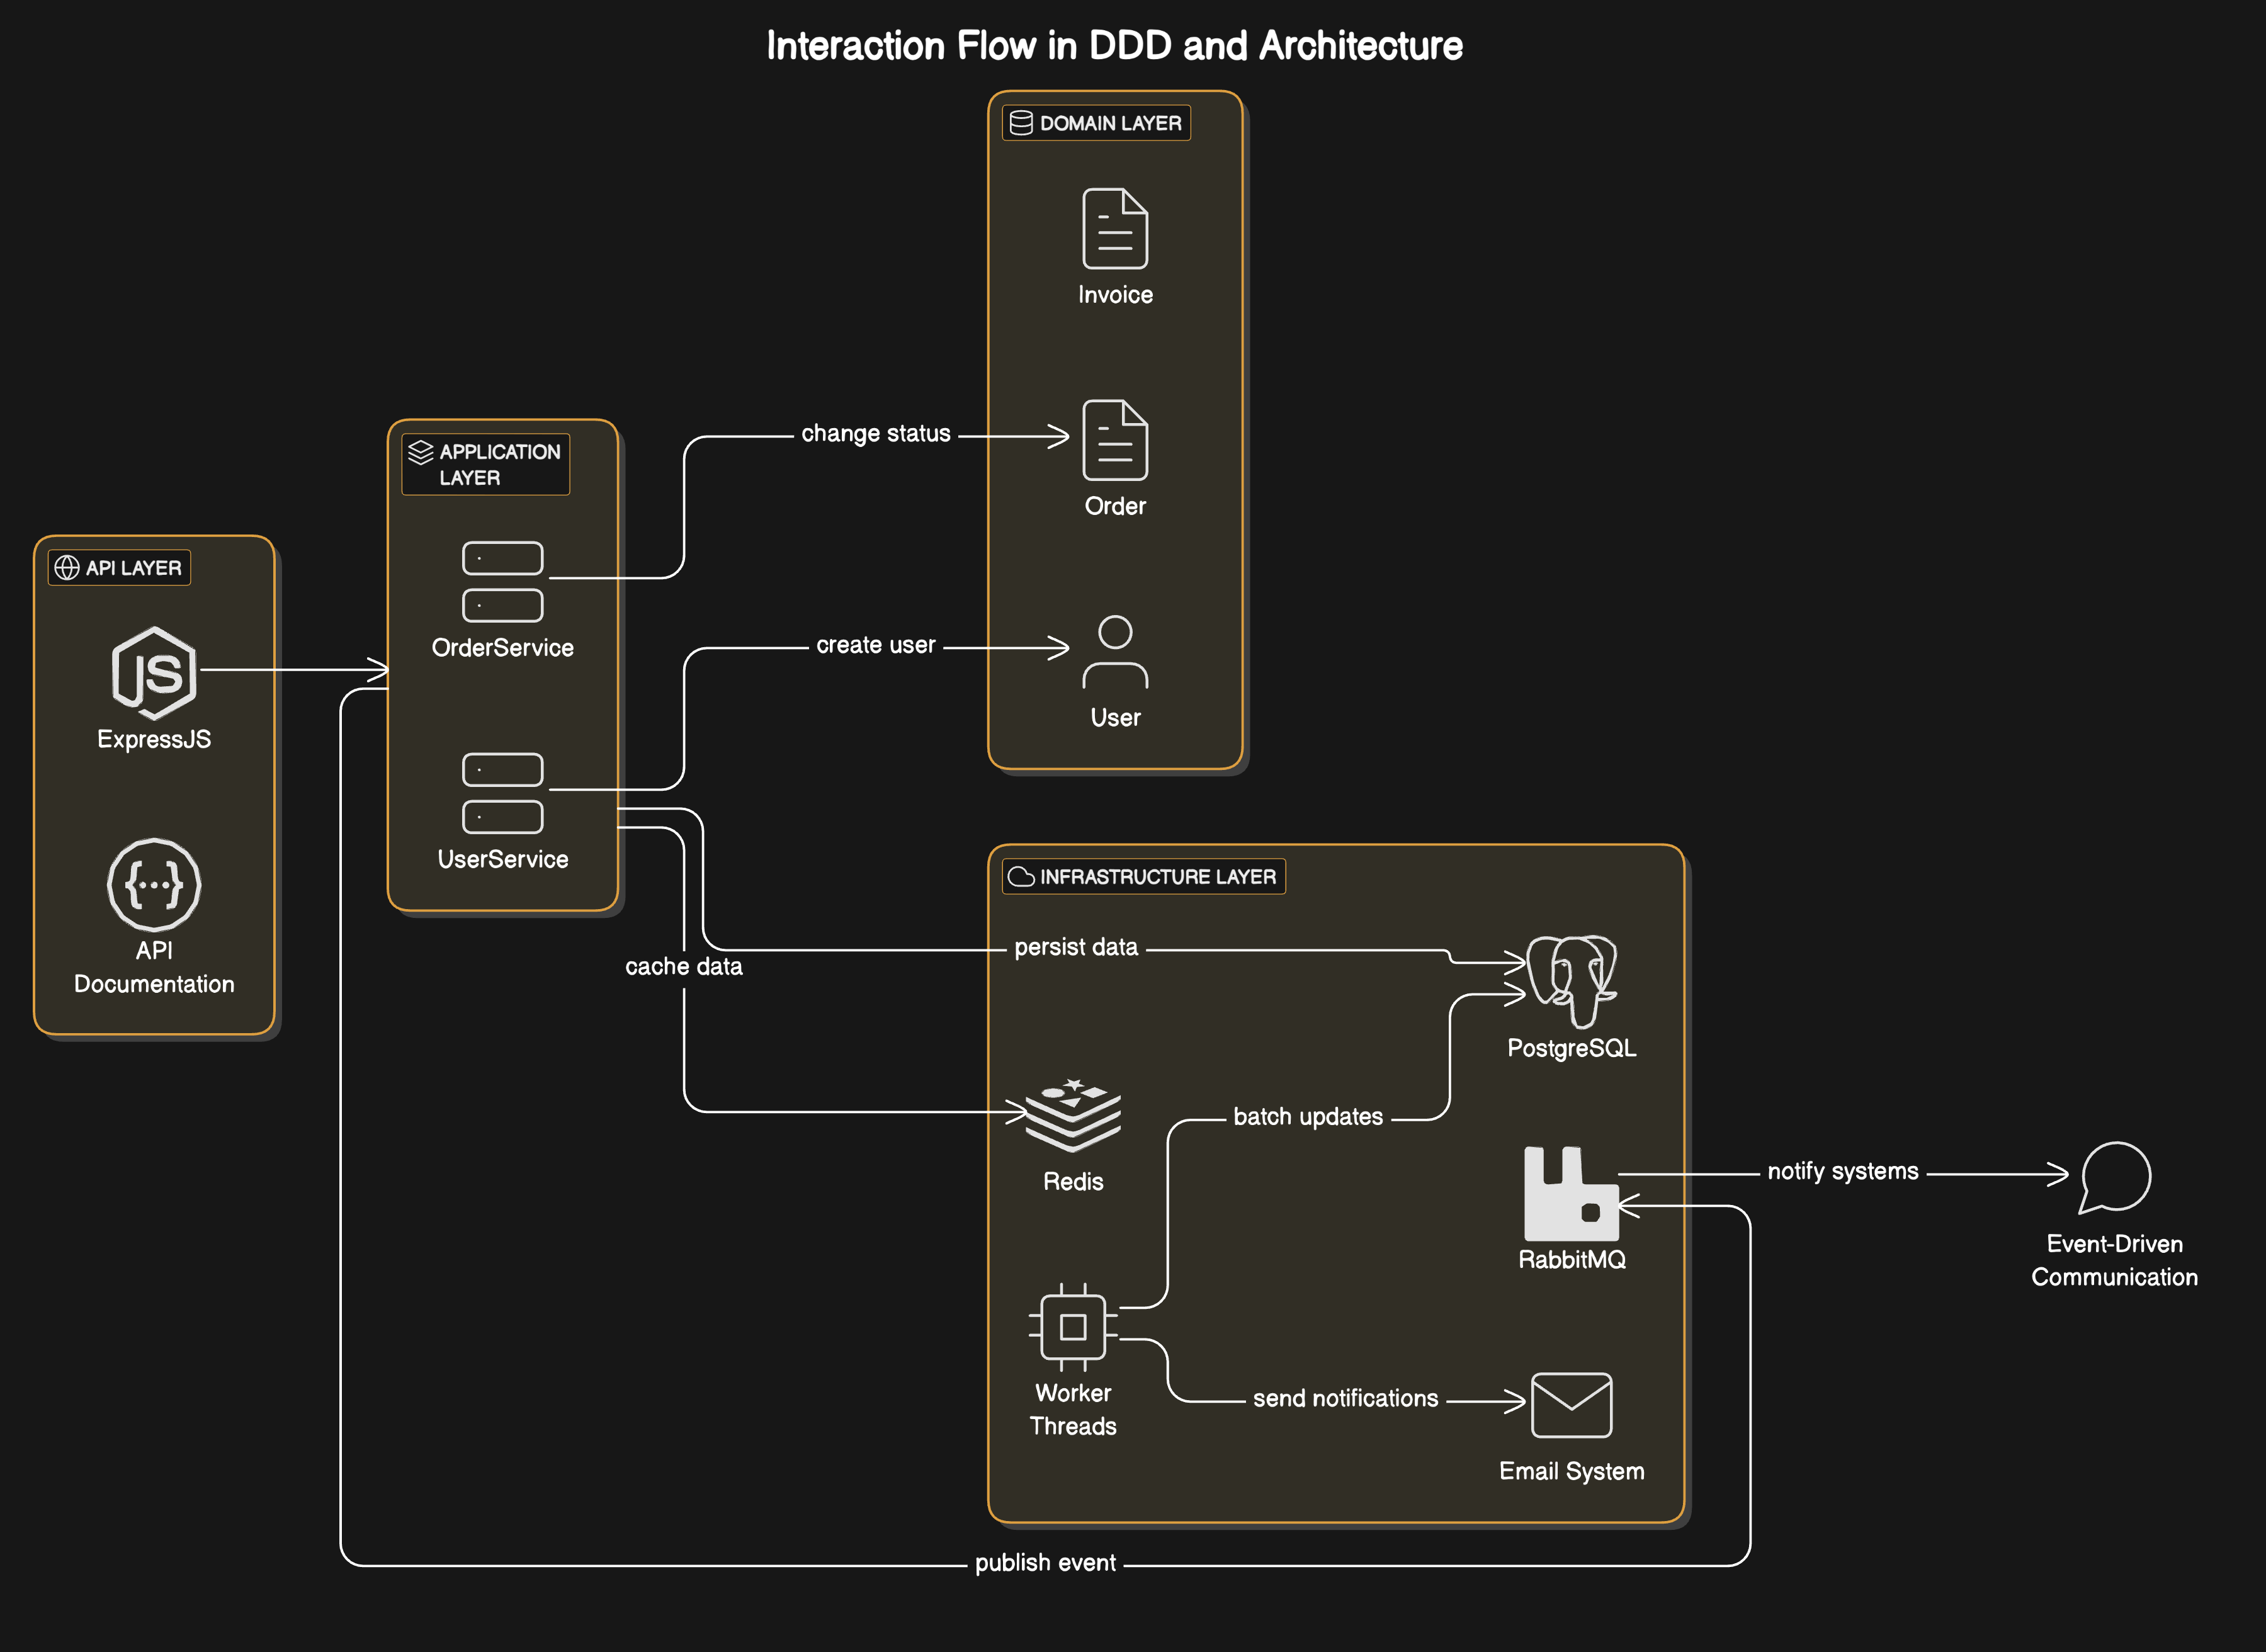 Interaction Flow in DDD and Architecture
DOMAIN LAYER
Invoice
Order
User
change status
create user
APPLICATION
LAYER
OrderService
UserService
API LAYER
JS
ExpressJS
{···}
API
Documentation
cache data
persist data
INFRASTRUCTURE LAYER
PostgreSQL
Redis
batch updates
RabbitMQ
notify systems
Event-Driven
Communication
Worker
Threads
send notifications
Email System
publish event